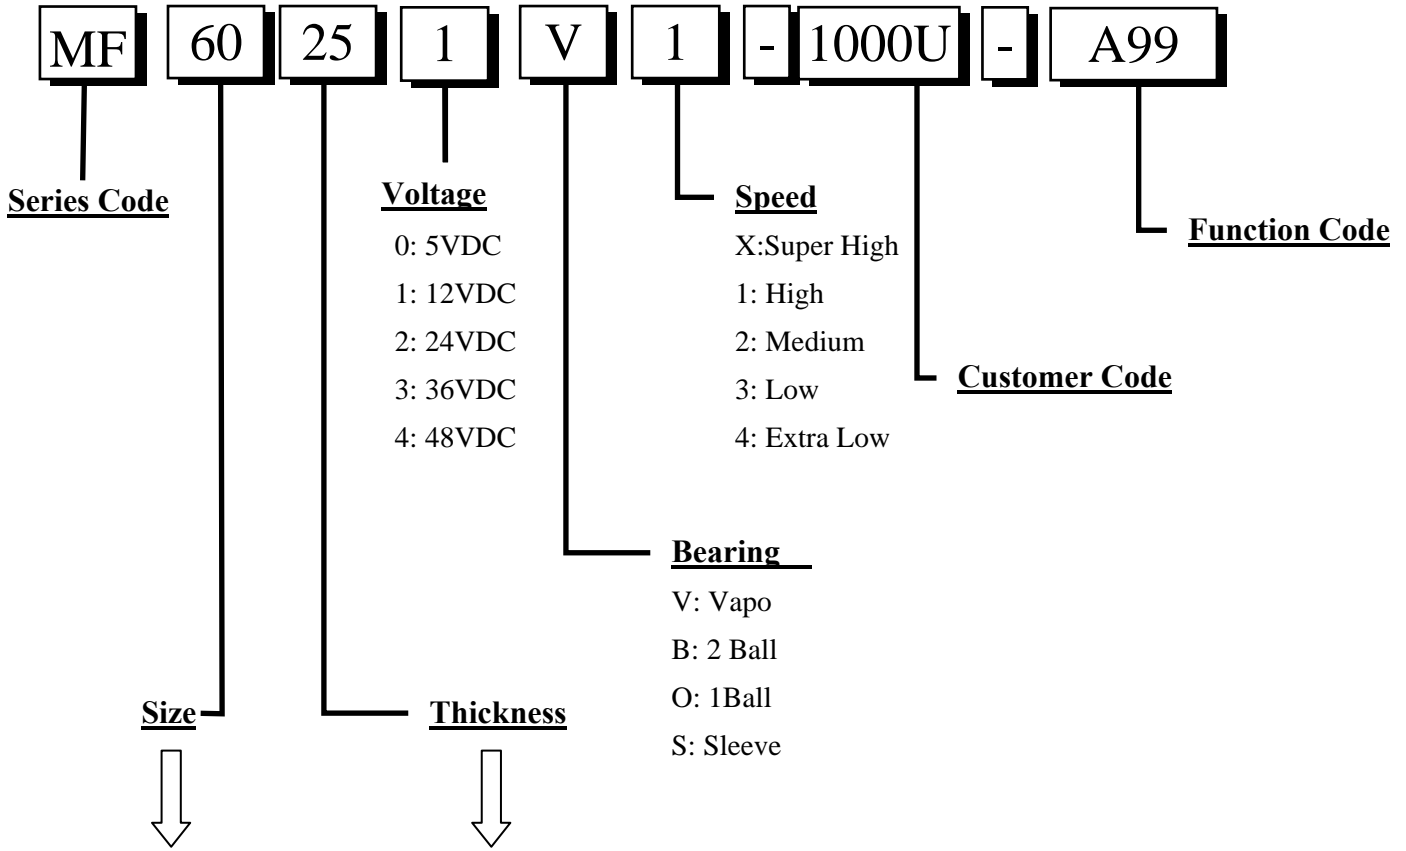 MF 60 25 1 V 1 - 1000U - A99
Series Code
Voltage
0: 5VDC
1: 12VDC
2: 24VDC
3: 36VDC
4: 48VDC
Speed
X:Super High
1: High
2: Medium
3: Low
4: Extra Low
Function Code
Customer Code
Bearing
V: Vapo
B: 2 Ball
O: 1Ball
S: Sleeve
Size
Thickness